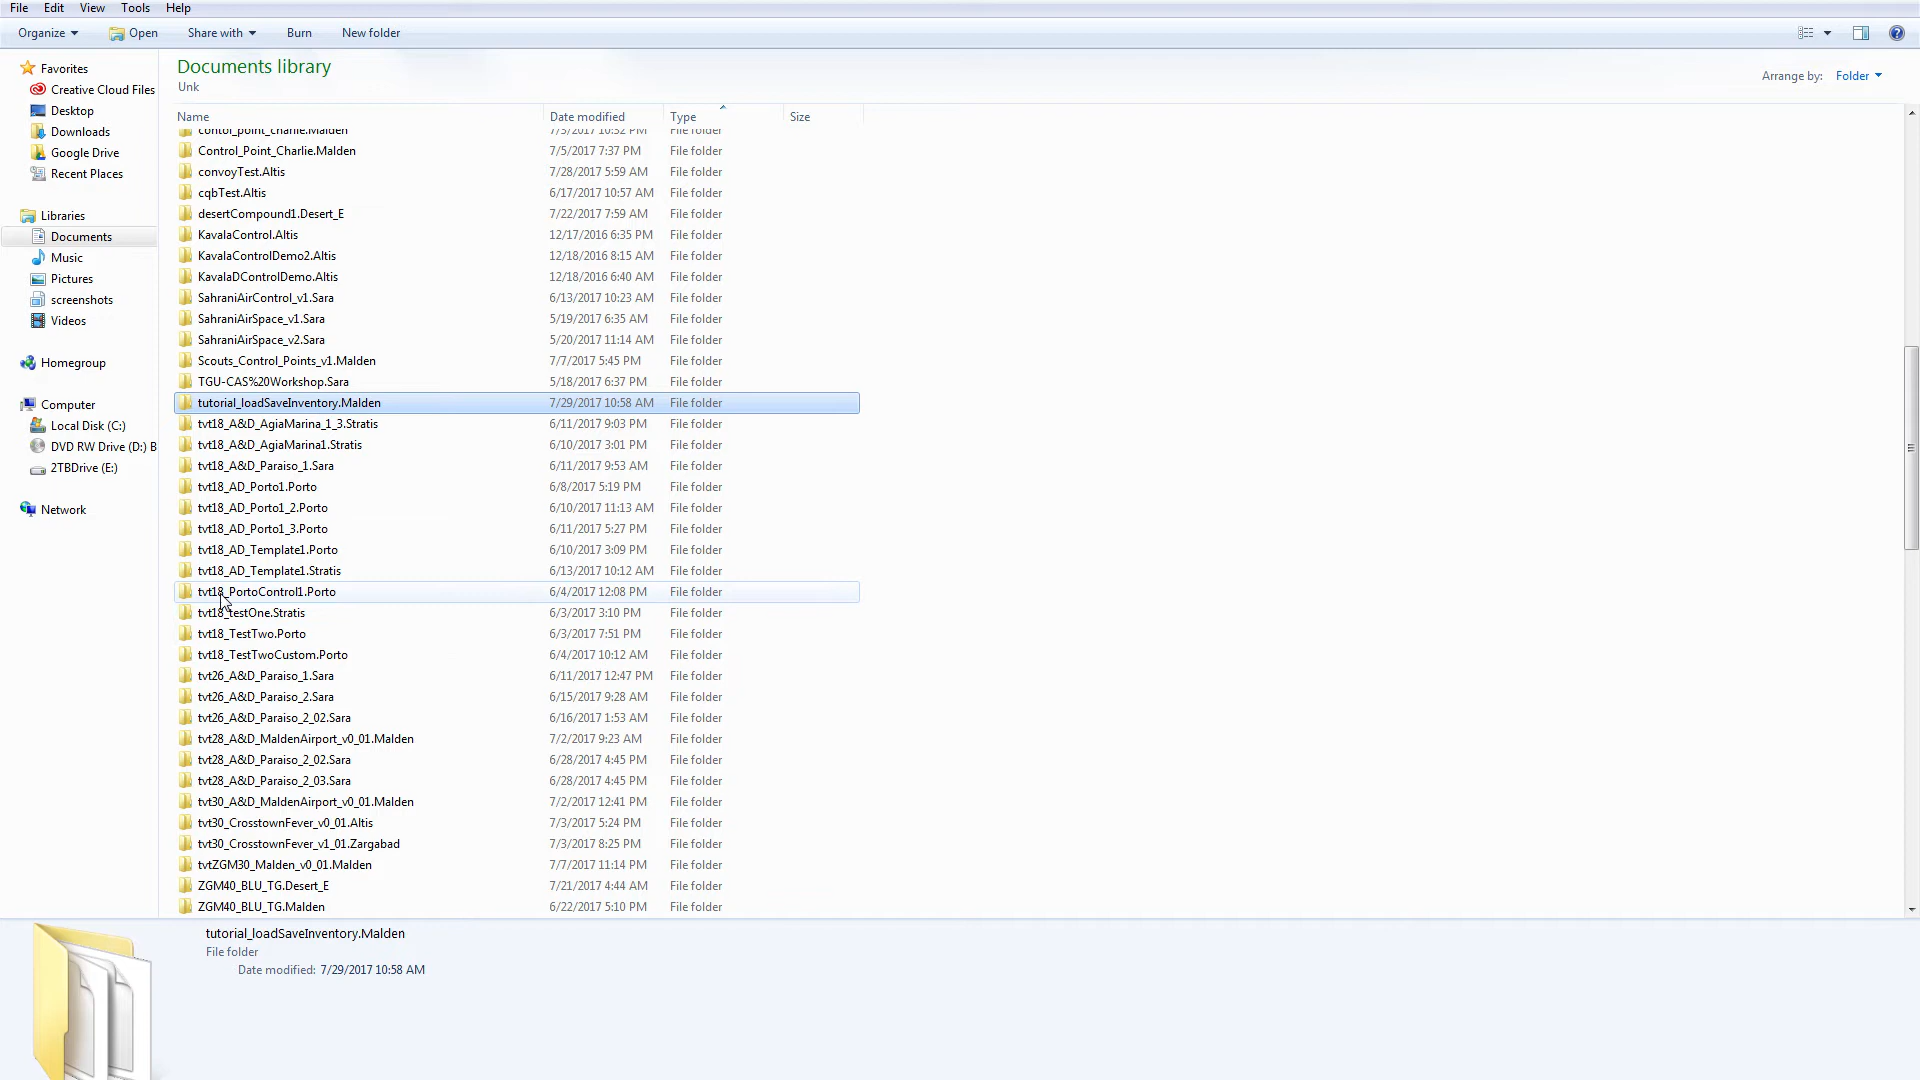 File Edit View Tools Help
Organize Open Share with Burn New folder
Favorites
Creative Cloud Files
Desktop
Downloads
Google Drive
Recent Places
Libraries
Documents
Music
Pictures
screenshots
Videos
Homegroup
Computer
Local Disk (C:)
DVD RW Drive (D:) B
2TBDrive (E:)
Network
Documents library
Unk
Arrange by: Folder
Name Date modified Type Size
contol_point_charlie.Malden 7/5/2017 10:52 PM File folder
Control_Point_Charlie.Malden 7/5/2017 7:37 PM File folder
convoyTest.Altis 7/28/2017 5:59 AM File folder
cqbTest.Altis 6/17/2017 10:57 AM File folder
desertCompound1.Desert_E 7/22/2017 7:59 AM File folder
KavalaControl.Altis 12/17/2016 6:35 PM File folder
KavalaControlDemo2.Altis 12/18/2016 8:15 AM File folder
KavalaDControlDemo.Altis 12/18/2016 6:40 AM File folder
SahraniAirControl_v1.Sara 6/13/2017 10:23 AM File folder
SahraniAirSpace_v1.Sara 5/19/2017 6:35 AM File folder
SahraniAirSpace_v2.Sara 5/20/2017 11:14 AM File folder
Scouts_Control_Points_v1.Malden 7/7/2017 5:45 PM File folder
TGU-CAS%20Workshop.Sara 5/18/2017 6:37 PM File folder
tutorial_loadSaveInventory.Malden 7/29/2017 10:58 AM File folder
tvt18_A&D_AgiaMarina_1_3.Stratis 6/11/2017 9:03 PM File folder
tvt18_A&D_AgiaMarina1.Stratis 6/10/2017 3:01 PM File folder
tvt18_A&D_Paraiso_1.Sara 6/11/2017 9:53 AM File folder
tvt18_AD_Porto1.Porto 6/8/2017 5:19 PM File folder
tvt18_AD_Porto1_2.Porto 6/10/2017 11:13 AM File folder
tvt18_AD_Porto1_3.Porto 6/11/2017 5:27 PM File folder
tvt18_AD_Template1.Porto 6/10/2017 3:09 PM File folder
tvt18_AD_Template1.Stratis 6/13/2017 10:12 AM File folder
tvt18_PortoControl1.Porto 6/4/2017 12:08 PM File folder
tvt18_testOne.Stratis 6/3/2017 3:10 PM File folder
tvt18_TestTwo.Porto 6/3/2017 7:51 PM File folder
tvt18_TestTwoCustom.Porto 6/4/2017 10:12 AM File folder
tvt26_A&D_Paraiso_1.Sara 6/11/2017 12:47 PM File folder
tvt26_A&D_Paraiso_2.Sara 6/15/2017 9:28 AM File folder
tvt26_A&D_Paraiso_2_02.Sara 6/16/2017 1:53 AM File folder
tvt28_A&D_MaldenAirport_v0_01.Malden 7/2/2017 9:23 AM File folder
tvt28_A&D_Paraiso_2_02.Sara 6/28/2017 4:45 PM File folder
tvt28_A&D_Paraiso_2_03.Sara 6/28/2017 4:45 PM File folder
tvt30_A&D_MaldenAirport_v0_01.Malden 7/2/2017 12:41 PM File folder
tvt30_CrosstownFever_v0_01.Altis 7/3/2017 5:24 PM File folder
tvt30_CrosstownFever_v1_01.Zargabad 7/3/2017 8:25 PM File folder
tvtZGM30_Malden_v0_01.Malden 7/7/2017 11:14 PM File folder
ZGM40_BLU_TG.Desert_E 7/21/2017 4:44 AM File folder
ZGM40_BLU_TG.Malden 6/22/2017 5:10 PM File folder
tutorial_loadSaveInventory.Malden
File folder
Date modified: 7/29/2017 10:58 AM